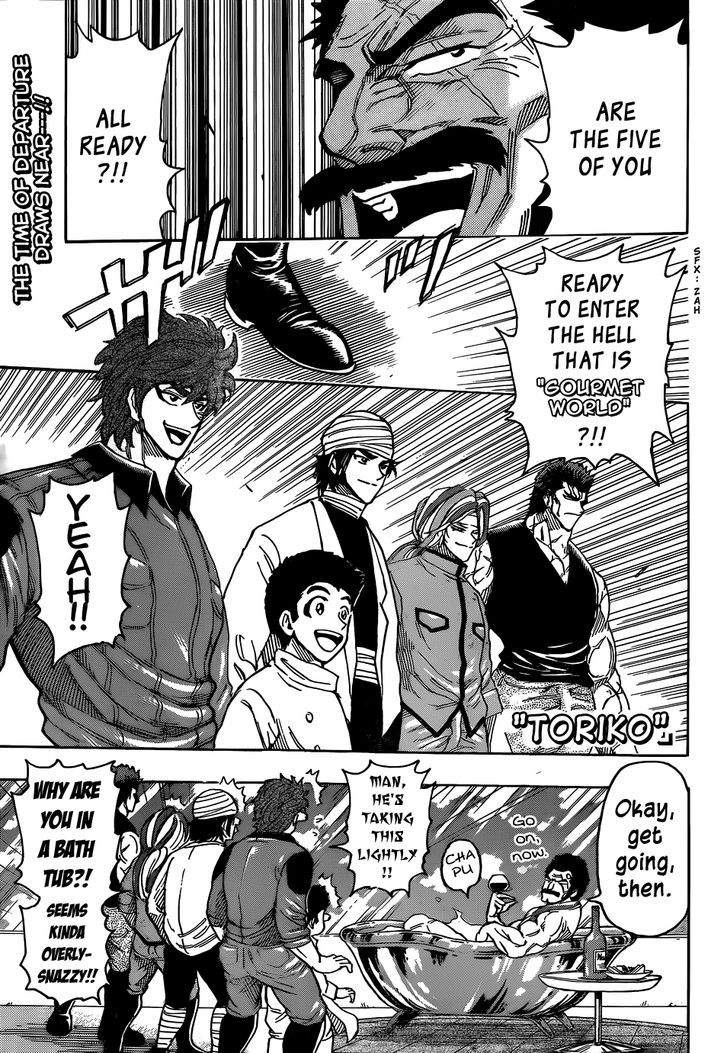 ARE
THE FIVE
OF YOU
ALL
READY
?!!
THE TIME OF DEPARTURE
DRAWS NEAR──!!
SFX: ZAH
ザッ
READY
TO ENTER
THE HELL
THAT IS
"GOURMET
WORLD"
?!!
YEAH!!
"TORIKO"
Okay,
get
going,
then.
Go
on,
now.
CHA
PU
MAN,
HE'S
TAKING
THIS
LIGHTLY
!!
WHY ARE
YOU IN
A BATH
TUB?!
SEEMS
KINDA
OVERLY-
SNAZZY!!